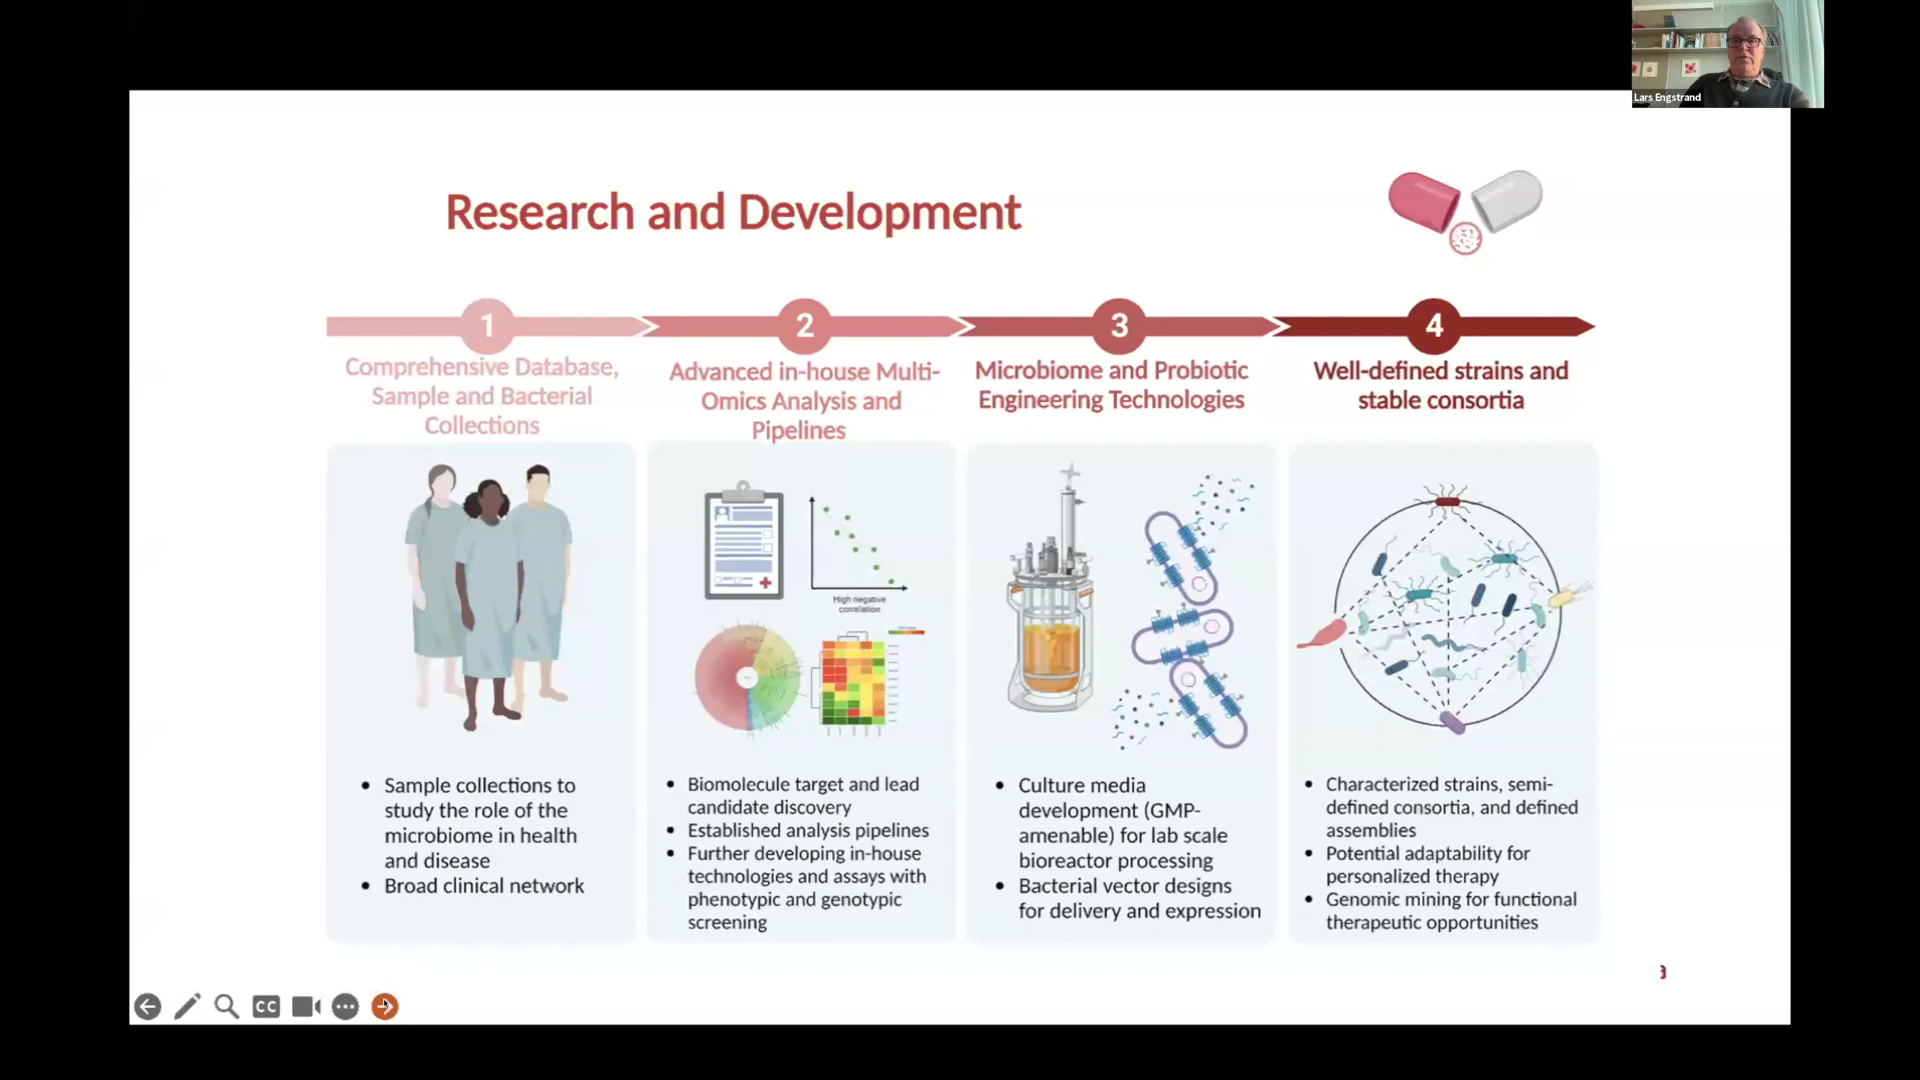 Lars Engstrand
Research and Development
1
2
3
4
Comprehensive Database,
Sample and Bacterial
Collections
Advanced in-house Multi-
Omics Analysis and
Pipelines
Microbiome and Probiotic
Engineering Technologies
Well-defined strains and
stable consortia
High negative
correlation
• Sample collections to
study the role of the
microbiome in health
and disease
• Broad clinical network
• Biomolecule target and lead
candidate discovery
• Established analysis pipelines
• Further developing in-house
technologies and assays with
phenotypic and genotypic
screening
• Culture media
development (GMP-
amenable) for lab scale
bioreactor processing
• Bacterial vector designs
for delivery and expression
• Characterized strains, semi-
defined consortia, and defined
assemblies
• Potential adaptability for
personalized therapy
• Genomic mining for functional
therapeutic opportunities
a
CC